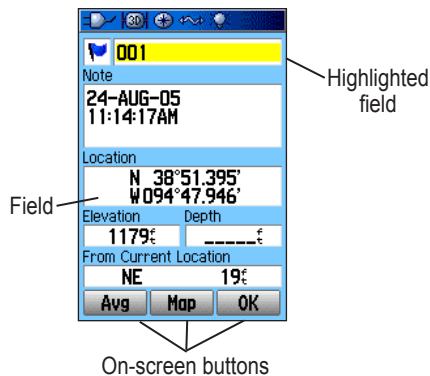 3D
001
Highlighted
field
Note
24-AUG-05
11:14:17AM
Location
N 38°51.395'
W094°47.946'
Field
Elevation Depth
1179ft _____ft
From Current Location
NE 19ft
Avg Map OK
On-screen buttons